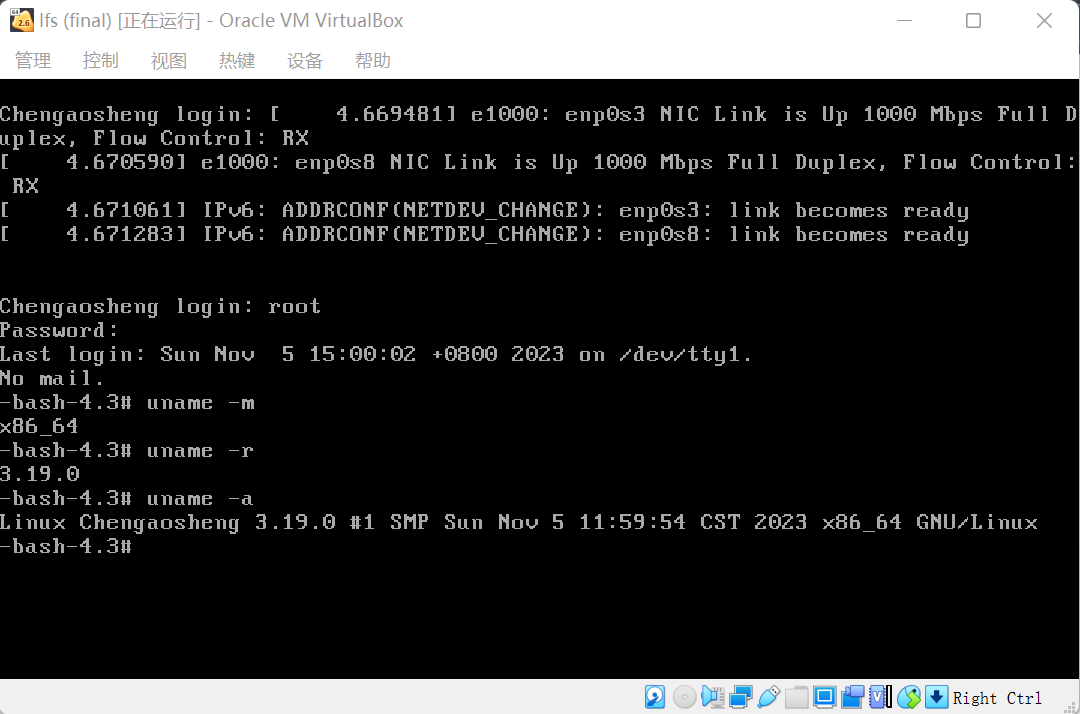 lfs (final) [正在运行] - Oracle VM VirtualBox
管理 控制 视图 热键 设备 帮助
Chengaosheng login: [    4.669481] e1000: enp0s3 NIC Link is Up 1000 Mbps Full D
uplex, Flow Control: RX
[    4.670590] e1000: enp0s8 NIC Link is Up 1000 Mbps Full Duplex, Flow Control:
 RX
[    4.671061] IPv6: ADDRCONF(NETDEV_CHANGE): enp0s3: link becomes ready
[    4.671283] IPv6: ADDRCONF(NETDEV_CHANGE): enp0s8: link becomes ready
Chengaosheng login: root
Password:
Last login: Sun Nov  5 15:00:02 +0800 2023 on /dev/tty1.
No mail.
-bash-4.3# uname -m
x86_64
-bash-4.3# uname -r
3.19.0
-bash-4.3# uname -a
Linux Chengaosheng 3.19.0 #1 SMP Sun Nov 5 11:59:54 CST 2023 x86_64 GNU/Linux
-bash-4.3#
Right Ctrl